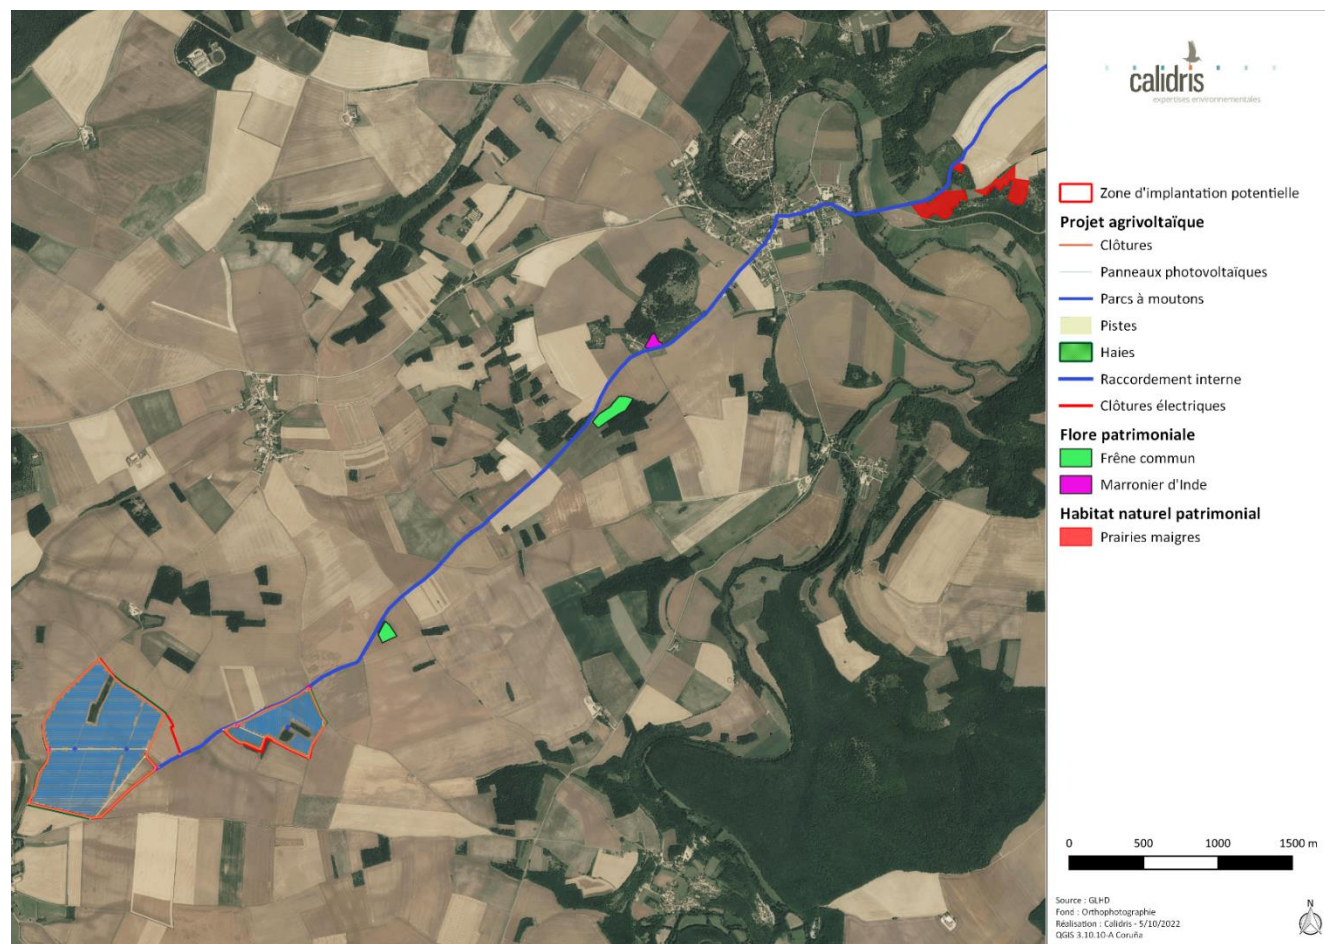 calidris
expertises environnementales
Zone d'implantation potentielle
Projet agrivoltaïque
Clôtures
Panneaux photovoltaïques
Parcs à moutons
Pistes
Haies
Raccordement interne
Clôtures électriques
Flore patrimoniale
Frêne commun
Marronier d'Inde
Habitat naturel patrimonial
Prairies maigres
0 500 1000 1500 m
Source : GLHD
Fond : Orthophotographie
Réalisation : Calidris - 5/10/2022
QGIS 3.10.10-A Coruña
N